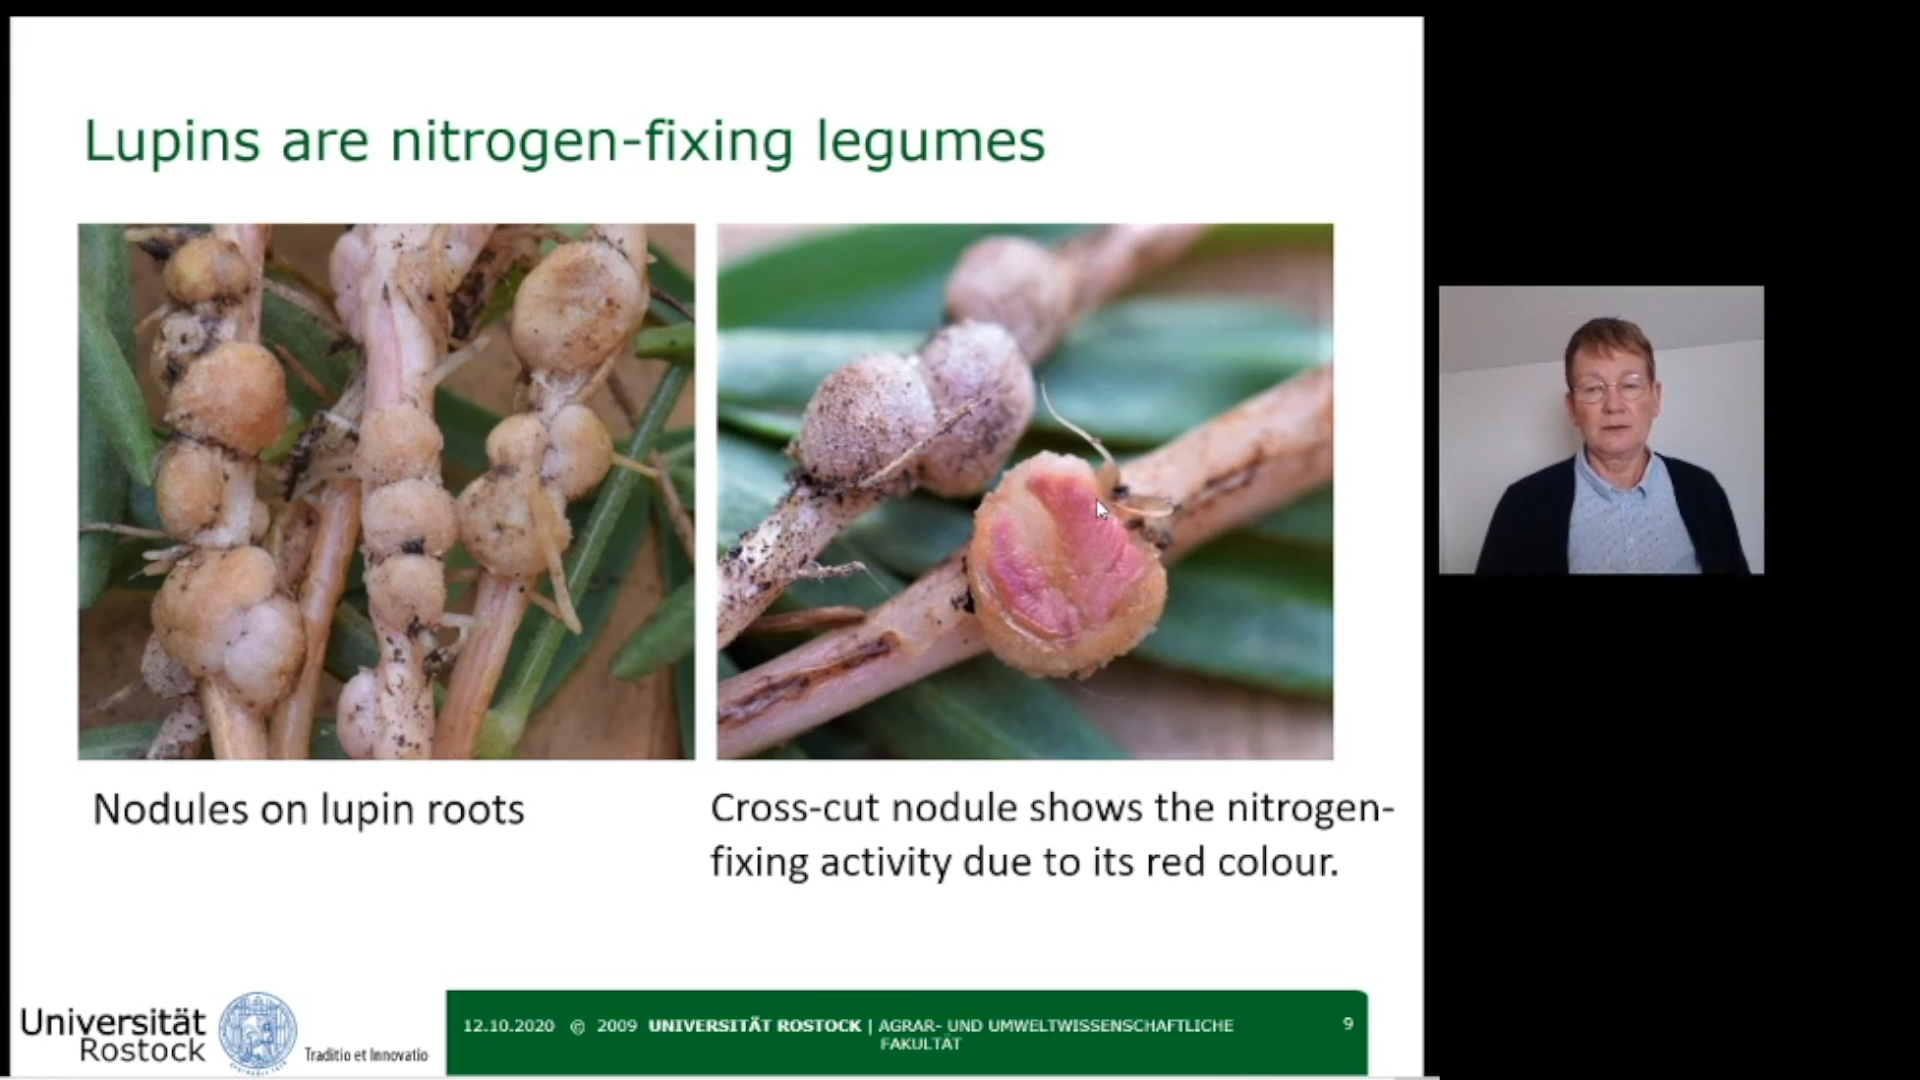 Lupins are nitrogen-fixing legumes
Nodules on lupin roots
Cross-cut nodule shows the nitrogen-
fixing activity due to its red colour.
Universität
Rostock
Traditio et Innovatio
12.10.2020 © 2009 UNIVERSITÄT ROSTOCK | AGRAR- UND UMWELTWISSENSCHAFTLICHE
FAKULTÄT
9